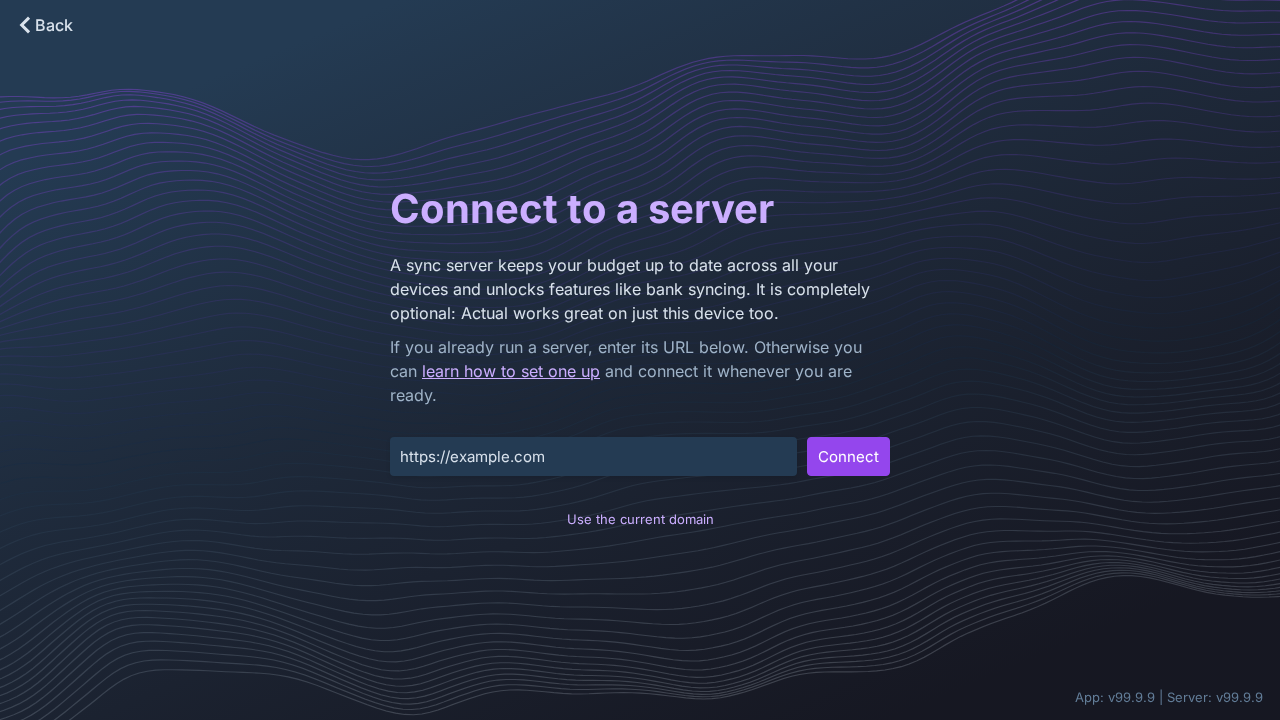 Back
Connect to a server
A sync server keeps your budget up to date across all your
devices and unlocks features like bank syncing. It is completely
optional: Actual works great on just this device too.
If you already run a server, enter its URL below. Otherwise you
can learn how to set one up and connect it whenever you are
ready.
https://example.com
Connect
Use the current domain
App: v99.9.9 | Server: v99.9.9